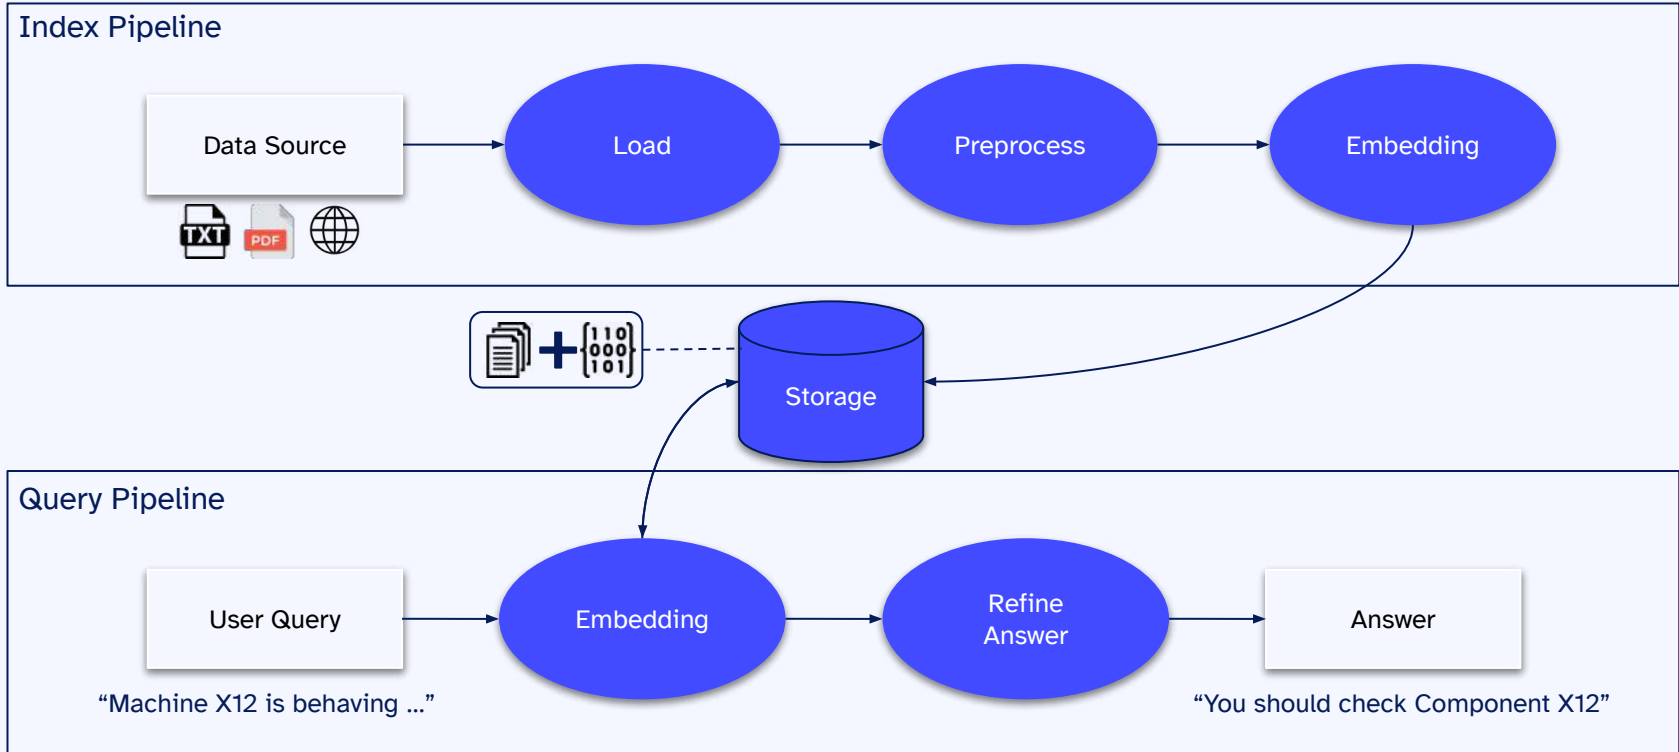 Index Pipeline
Data Source
Load
Preprocess
Embedding
TXT
PDF
{110
000
101}
Storage
Query Pipeline
User Query
Embedding
Refine
Answer
Answer
“Machine X12 is behaving ...”
“You should check Component X12”